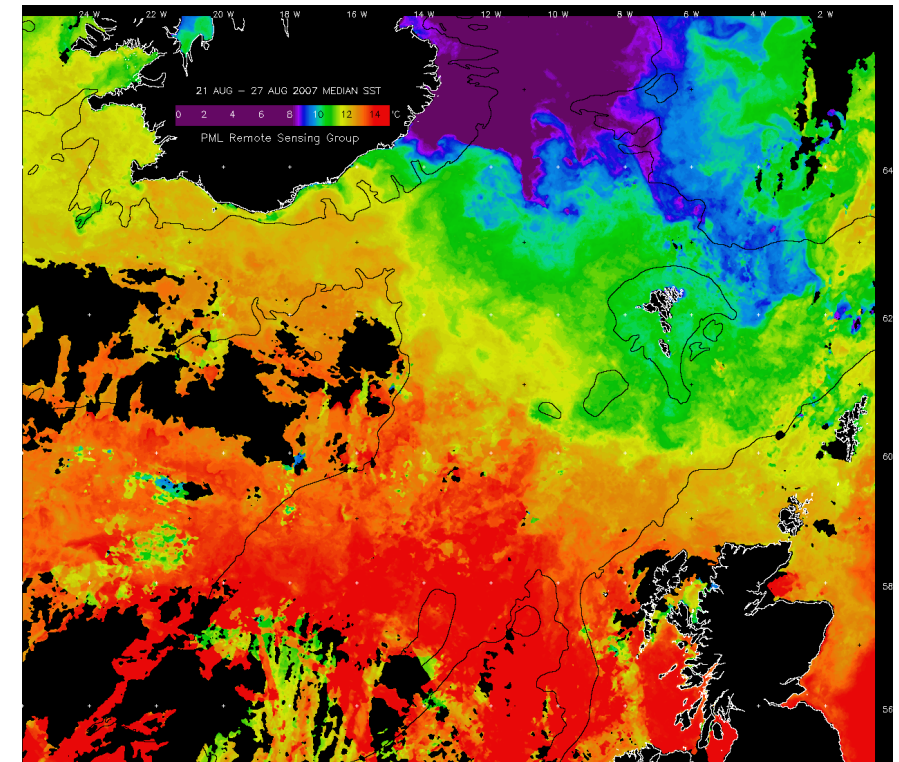 24 W 22 W 20 W 18 W 16 W 14 W 12 W 10 W 8 W 6 W 4 W 2 W
21 AUG – 27 AUG 2007 MEDIAN SST
0 2 4 6 8 10 12 14 °C
PML Remote Sensing Group
64
62
60
58
56